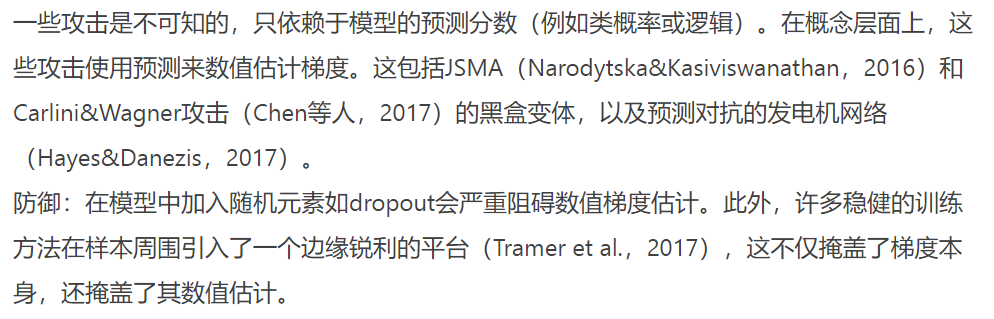 一些攻击是不可知的，只依赖于模型的预测分数（例如类概率或逻辑）。在概念层面上，这
些攻击使用预测来数值估计梯度。这包括JSMA（Narodytska&Kasiviswanathan，2016）和
Carlini&Wagner攻击（Chen等人，2017）的黑盒变体，以及预测对抗的发电机网络
（Hayes&Danezis，2017）。
防御：在模型中加入随机元素如dropout会严重阻碍数值梯度估计。此外，许多稳健的训练
方法在样本周围引入了一个边缘锐利的平台（Tramer et al.，2017），这不仅掩盖了梯度本
身，还掩盖了其数值估计。